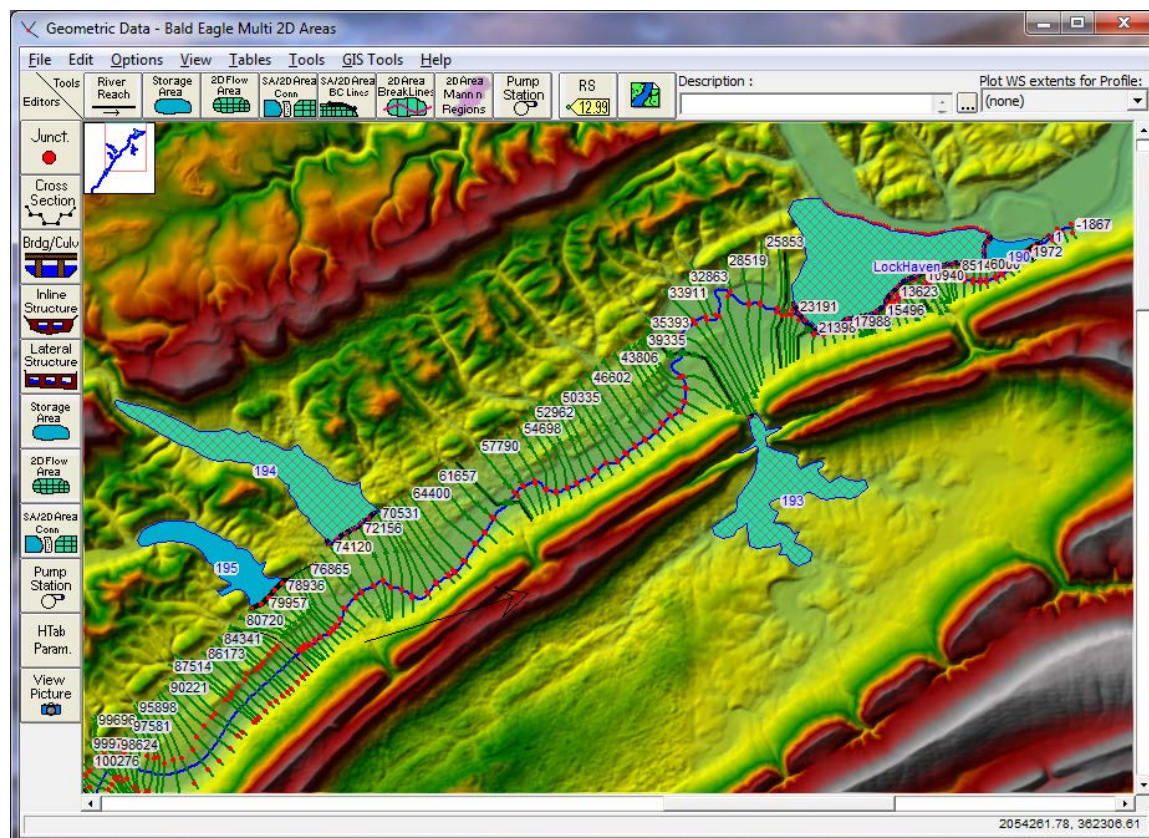 Geometric Data - Bald Eagle Multi 2D Areas
File Edit Options View Tables Tools GIS Tools Help
Tools
Editors
River
Reach
Storage
Area
2D Flow
Area
SA/2D Area
Conn
SA/2D Area
BC Lines
2D Area
BreakLines
2D Area
Mann n
Regions
Pump
Station
RS
12.99
Description :
...
Plot WS extents for Profile:
(none)
Junct.
Cross
Section
Brdg/Culv
Inline
Structure
Lateral
Structure
Storage
Area
2D Flow
Area
SA/2D Area
Conn
Pump
Station
HTab
Param.
View
Picture
-1867
1
1972
190
6000
8514
10940
LockHaven
13623
15496
17988
21398
23191
25853
28519
32863
33911
35393
39335
43806
46602
50335
52962
54698
57790
61657
64400
193
194
70531
72156
74120
76865
195
78936
79957
80720
84341
86173
87514
90221
95898
99696
97581
98624
100276
2054261.78, 362306.61